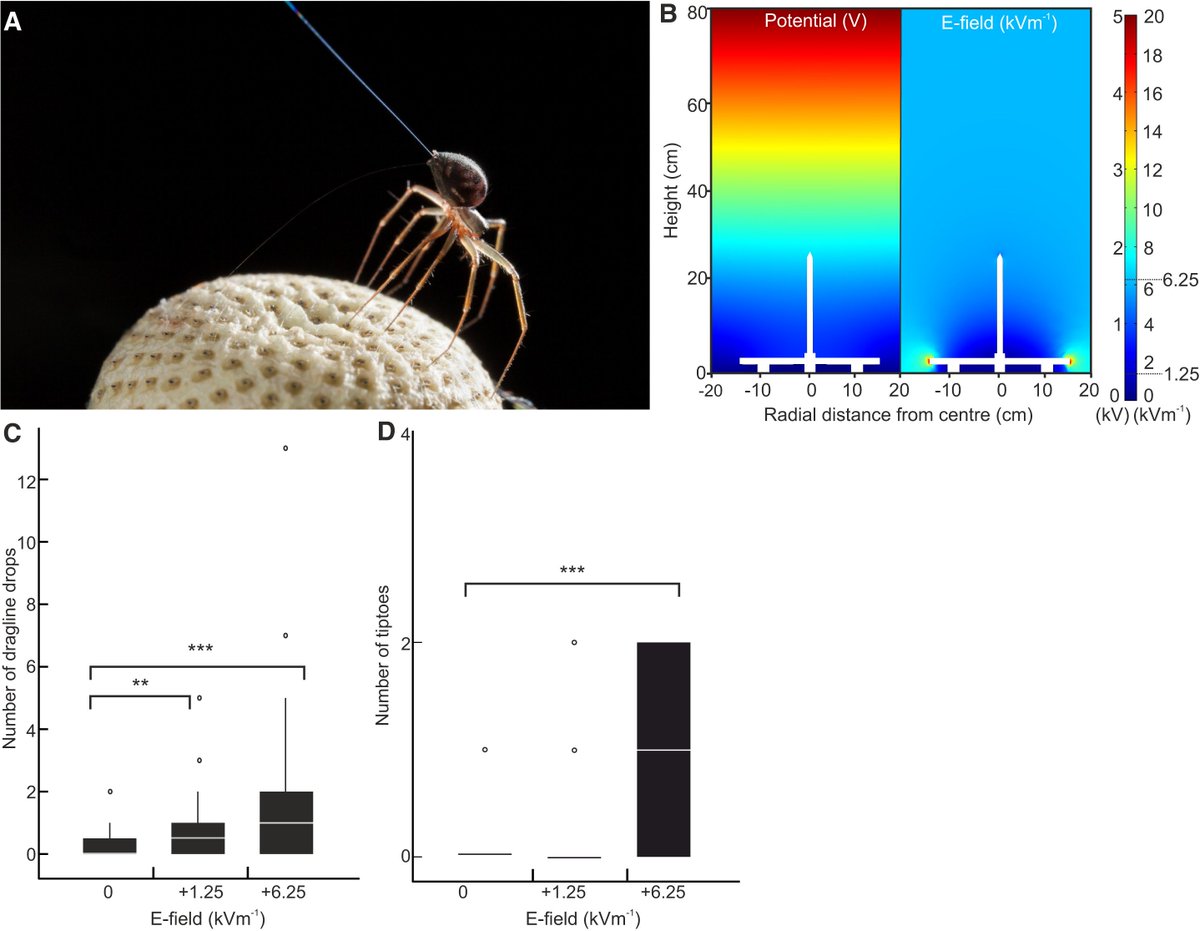 A
B
Potential (V)
E-field (kVm⁻¹)
Height (cm)
80
60
40
20
0
-20 -10 0 10 20 -10 0 10 20
Radial distance from centre (cm)
5 20
18
4 16
14
3 12
10
2 8
6.25
6
1 4
2
1.25
0 0
(kV) (kVm⁻¹)
C
Number of dragline drops
12
10
8
6
4
2
0
***
**
0 +1.25 +6.25
E-field (kVm⁻¹)
D
Number of tiptoes
4
2
0
***
0 +1.25 +6.25
E-field (kVm⁻¹)